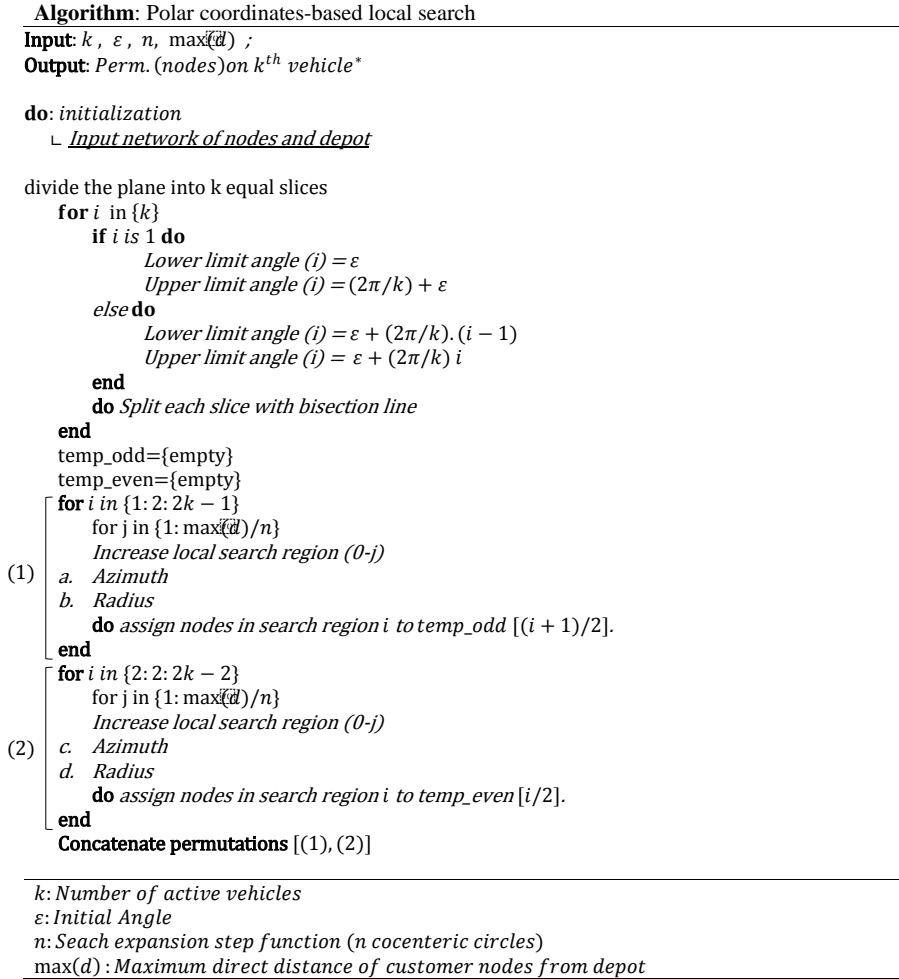 Algorithm: Polar coordinates-based local search
Input: k , ε , n, max(d) ;
Output: Perm. (nodes)on kᵗʰ vehicle*
do: initialization
∟ Input network of nodes and depot
divide the plane into k equal slices
for i in {k}
if i is 1 do
Lower limit angle (i) = ε
Upper limit angle (i) = (2π/k) + ε
else do
Lower limit angle (i) = ε + (2π/k). (i − 1)
Upper limit angle (i) = ε + (2π/k) i
end
do Split each slice with bisection line
end
temp_odd={empty}
temp_even={empty}
for i in {1: 2: 2k − 1}
for j in {1: max(d)/n}
Increase local search region (0-j)
(1)
a. Azimuth
b. Radius
do assign nodes in search region i to temp_odd [(i + 1)/2].
end
for i in {2: 2: 2k − 2}
for j in {1: max(d)/n}
Increase local search region (0-j)
(2)
c. Azimuth
d. Radius
do assign nodes in search region i to temp_even [i/2].
end
Concatenate permutations [(1), (2)]
k: Number of active vehicles
ε: Initial Angle
n: Seach expansion step function (n cocenteric circles)
max(d) : Maximum direct distance of customer nodes from depot